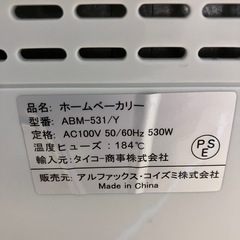 品名：ホームベーカリー
型番：ABM-531/Y
定格：AC100V 50/60Hz 530W
温度ヒューズ：184℃
輸入元：タイコー商事株式会社
PSE
販売元：アルファックス・コイズミ株式会社
Made in China